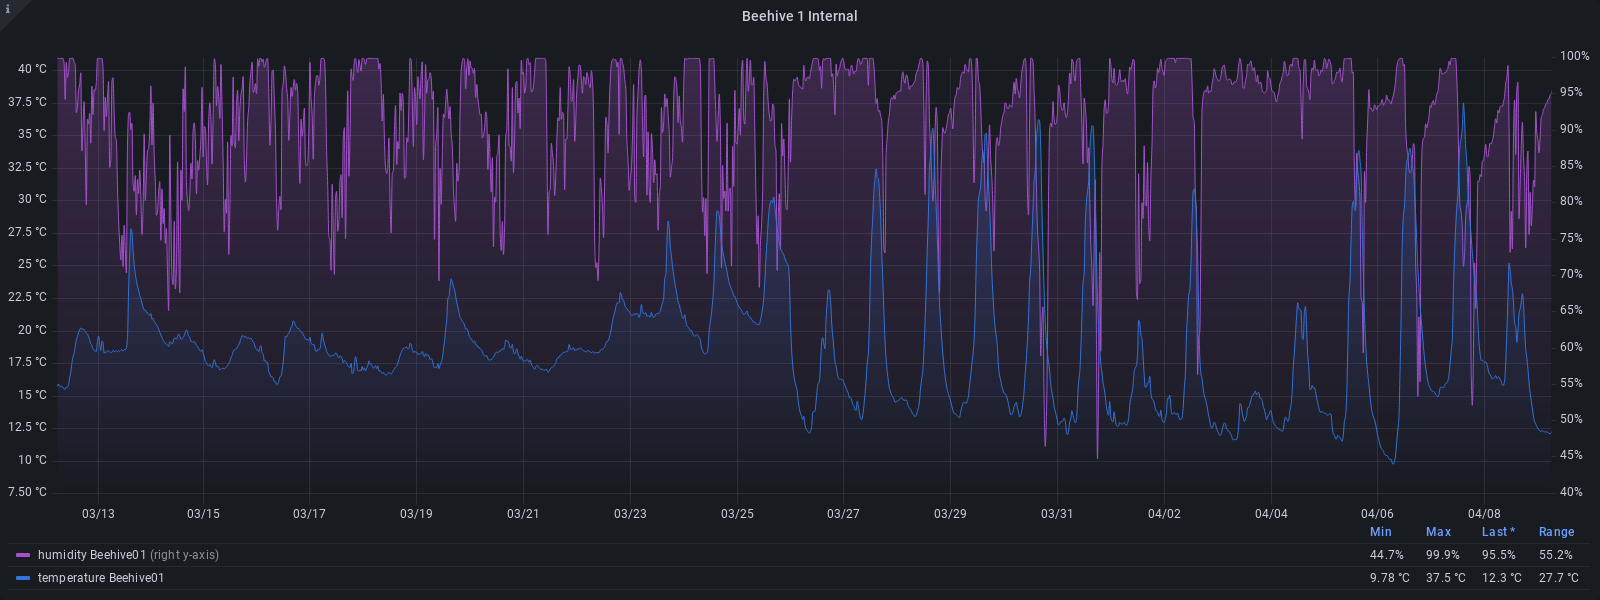 i
Beehive 1 Internal
40 °C
37.5 °C
35 °C
32.5 °C
30 °C
27.5 °C
25 °C
22.5 °C
20 °C
17.5 °C
15 °C
12.5 °C
10 °C
7.50 °C
100%
95%
90%
85%
80%
75%
70%
65%
60%
55%
50%
45%
40%
03/13 03/15 03/17 03/19 03/21 03/23 03/25 03/27 03/29 03/31 04/02 04/04 04/06 04/08
Min Max Last * Range
humidity Beehive01 (right y-axis) 44.7% 99.9% 95.5% 55.2%
temperature Beehive01 9.78 °C 37.5 °C 12.3 °C 27.7 °C